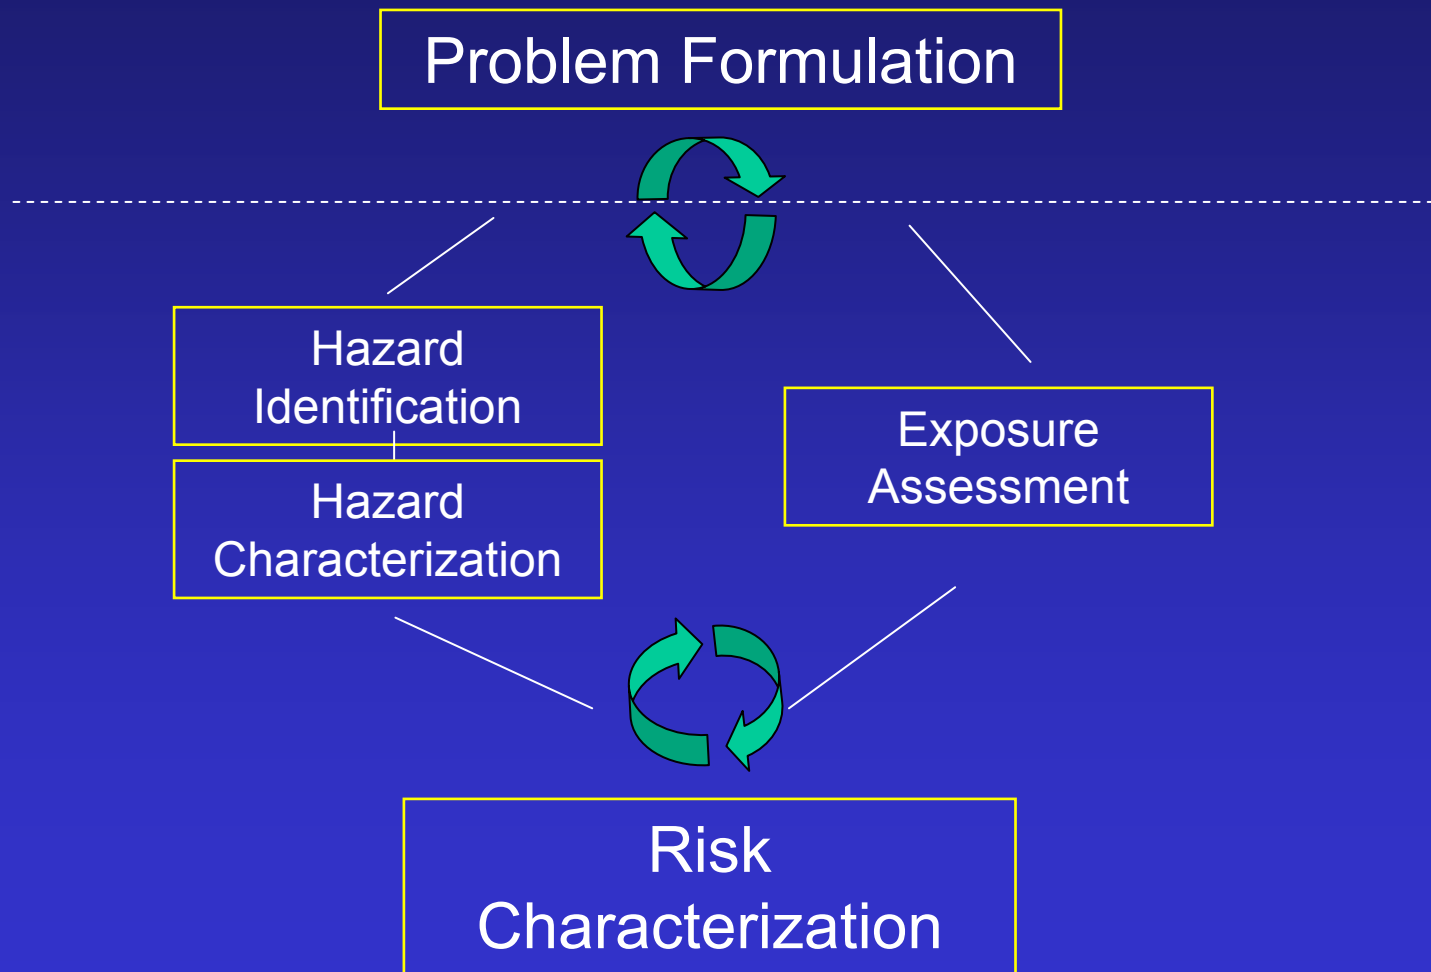 Problem Formulation
Hazard
Identification
Hazard
Characterization
Exposure
Assessment
Risk
Characterization